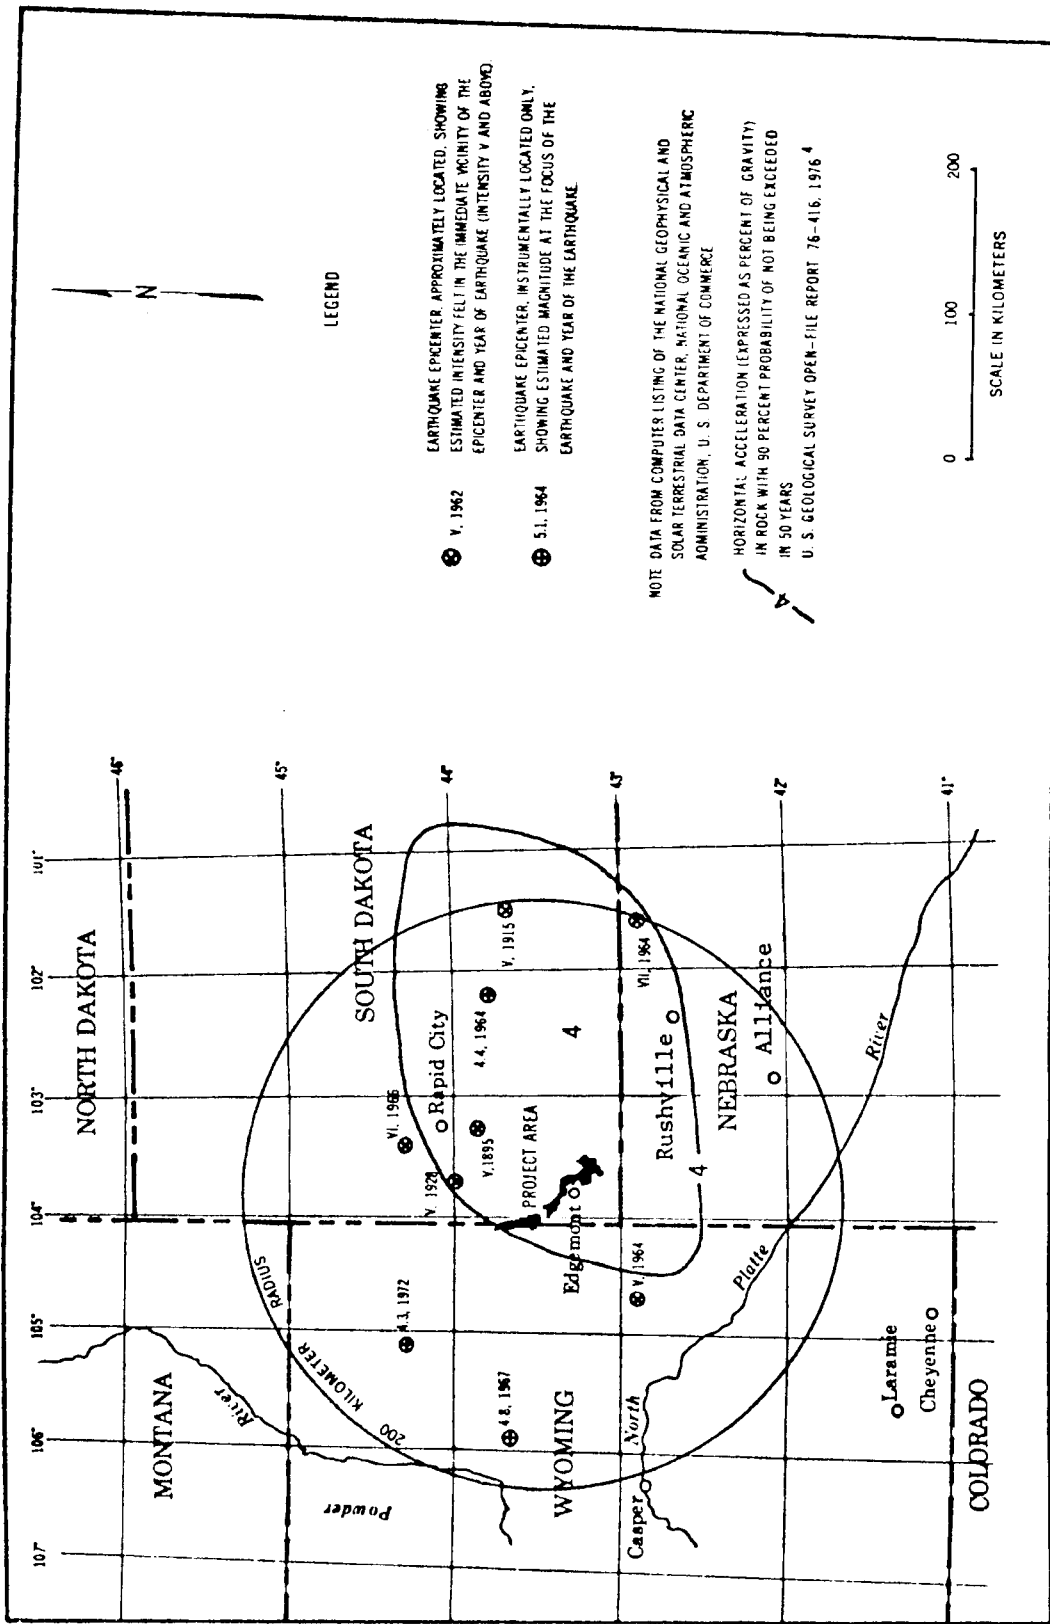 107°
106°
105°
104°
103°
102°
101°
46°
45°
44°
43°
42°
41°
MONTANA
NORTH DAKOTA
SOUTH DAKOTA
WYOMING
NEBRASKA
COLORADO
Powder
River
200
KILOMETER
RADIUS
4.3, 1972
4.8, 1967
VI, 1966
V, 1928
Rapid City
V, 1895
4.4, 1964
V, 1915
PROJECT AREA
Edgemont
4
VII, 1964
V, 1964
4
Rushville
Alliance
Casper
North
Platte
River
Laramie
Cheyenne
N
LEGEND
V, 1962
EARTHQUAKE EPICENTER, APPROXIMATELY LOCATED, SHOWING
ESTIMATED INTENSITY FELT IN THE IMMEDIATE VICINITY OF THE
EPICENTER AND YEAR OF EARTHQUAKE (INTENSITY V AND ABOVE).
5.1, 1964
EARTHQUAKE EPICENTER, INSTRUMENTALLY LOCATED ONLY,
SHOWING ESTIMATED MAGNITUDE AT THE FOCUS OF THE
EARTHQUAKE AND YEAR OF THE EARTHQUAKE.
NOTE DATA FROM COMPUTER LISTING OF THE NATIONAL GEOPHYSICAL AND
SOLAR TERRESTRIAL DATA CENTER, NATIONAL OCEANIC AND ATMOSPHERIC
ADMINISTRATION, U. S. DEPARTMENT OF COMMERCE
4
HORIZONTAL ACCELERATION (EXPRESSED AS PERCENT OF GRAVITY)
IN ROCK WITH 90 PERCENT PROBABILITY OF NOT BEING EXCEEDED
IN 50 YEARS
U. S. GEOLOGICAL SURVEY OPEN-FILE REPORT 76-416, 1976 4
0
100
200
SCALE IN KILOMETERS